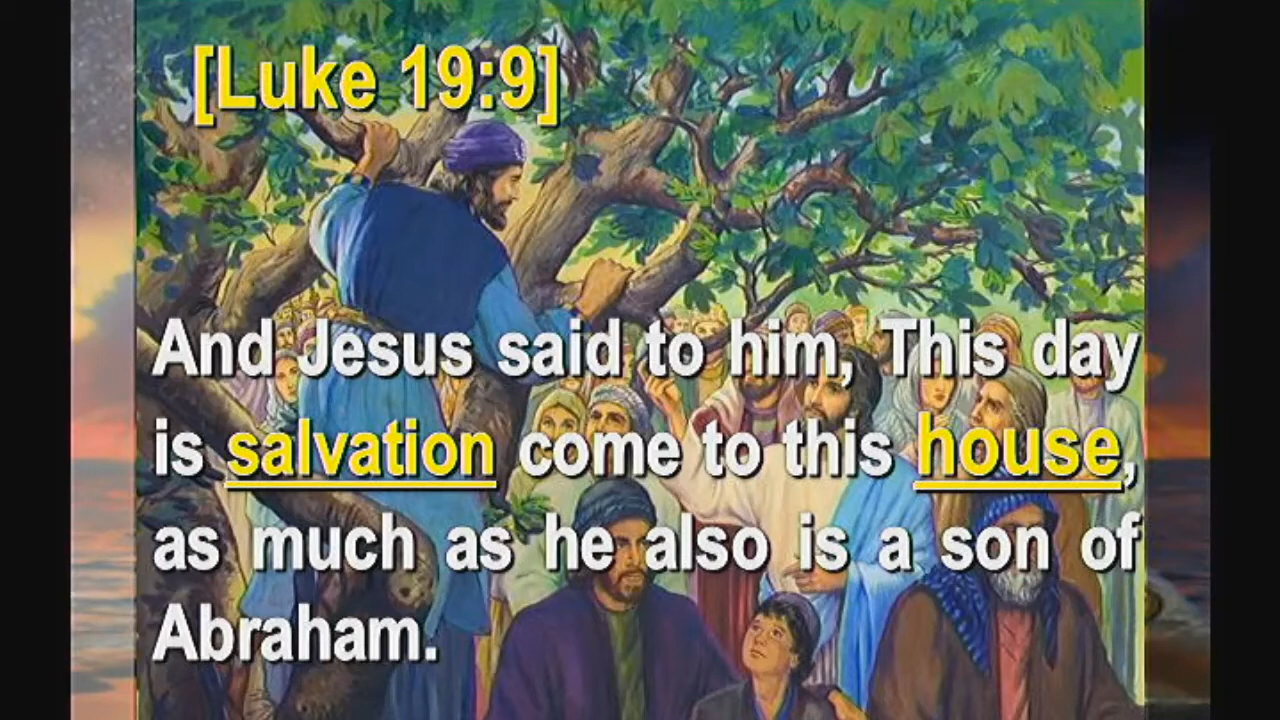 [Luke 19:9]
And Jesus said to him, This day
is salvation come to this house,
as much as he also is a son of
Abraham.